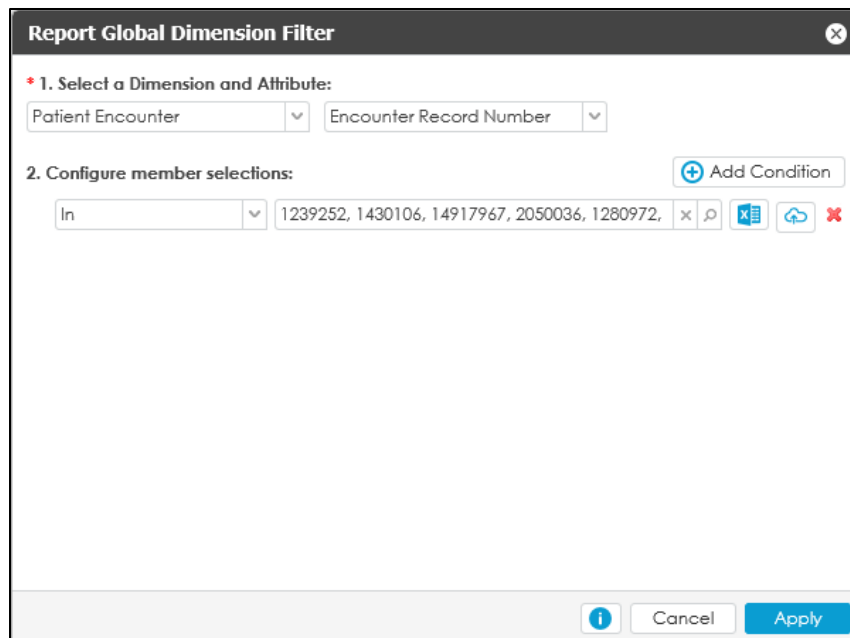 Report Global Dimension Filter
* 1. Select a Dimension and Attribute:
Patient Encounter
Encounter Record Number
2. Configure member selections:
Add Condition
In
1239252, 1430106, 14917967, 2050036, 1280972,
Cancel
Apply